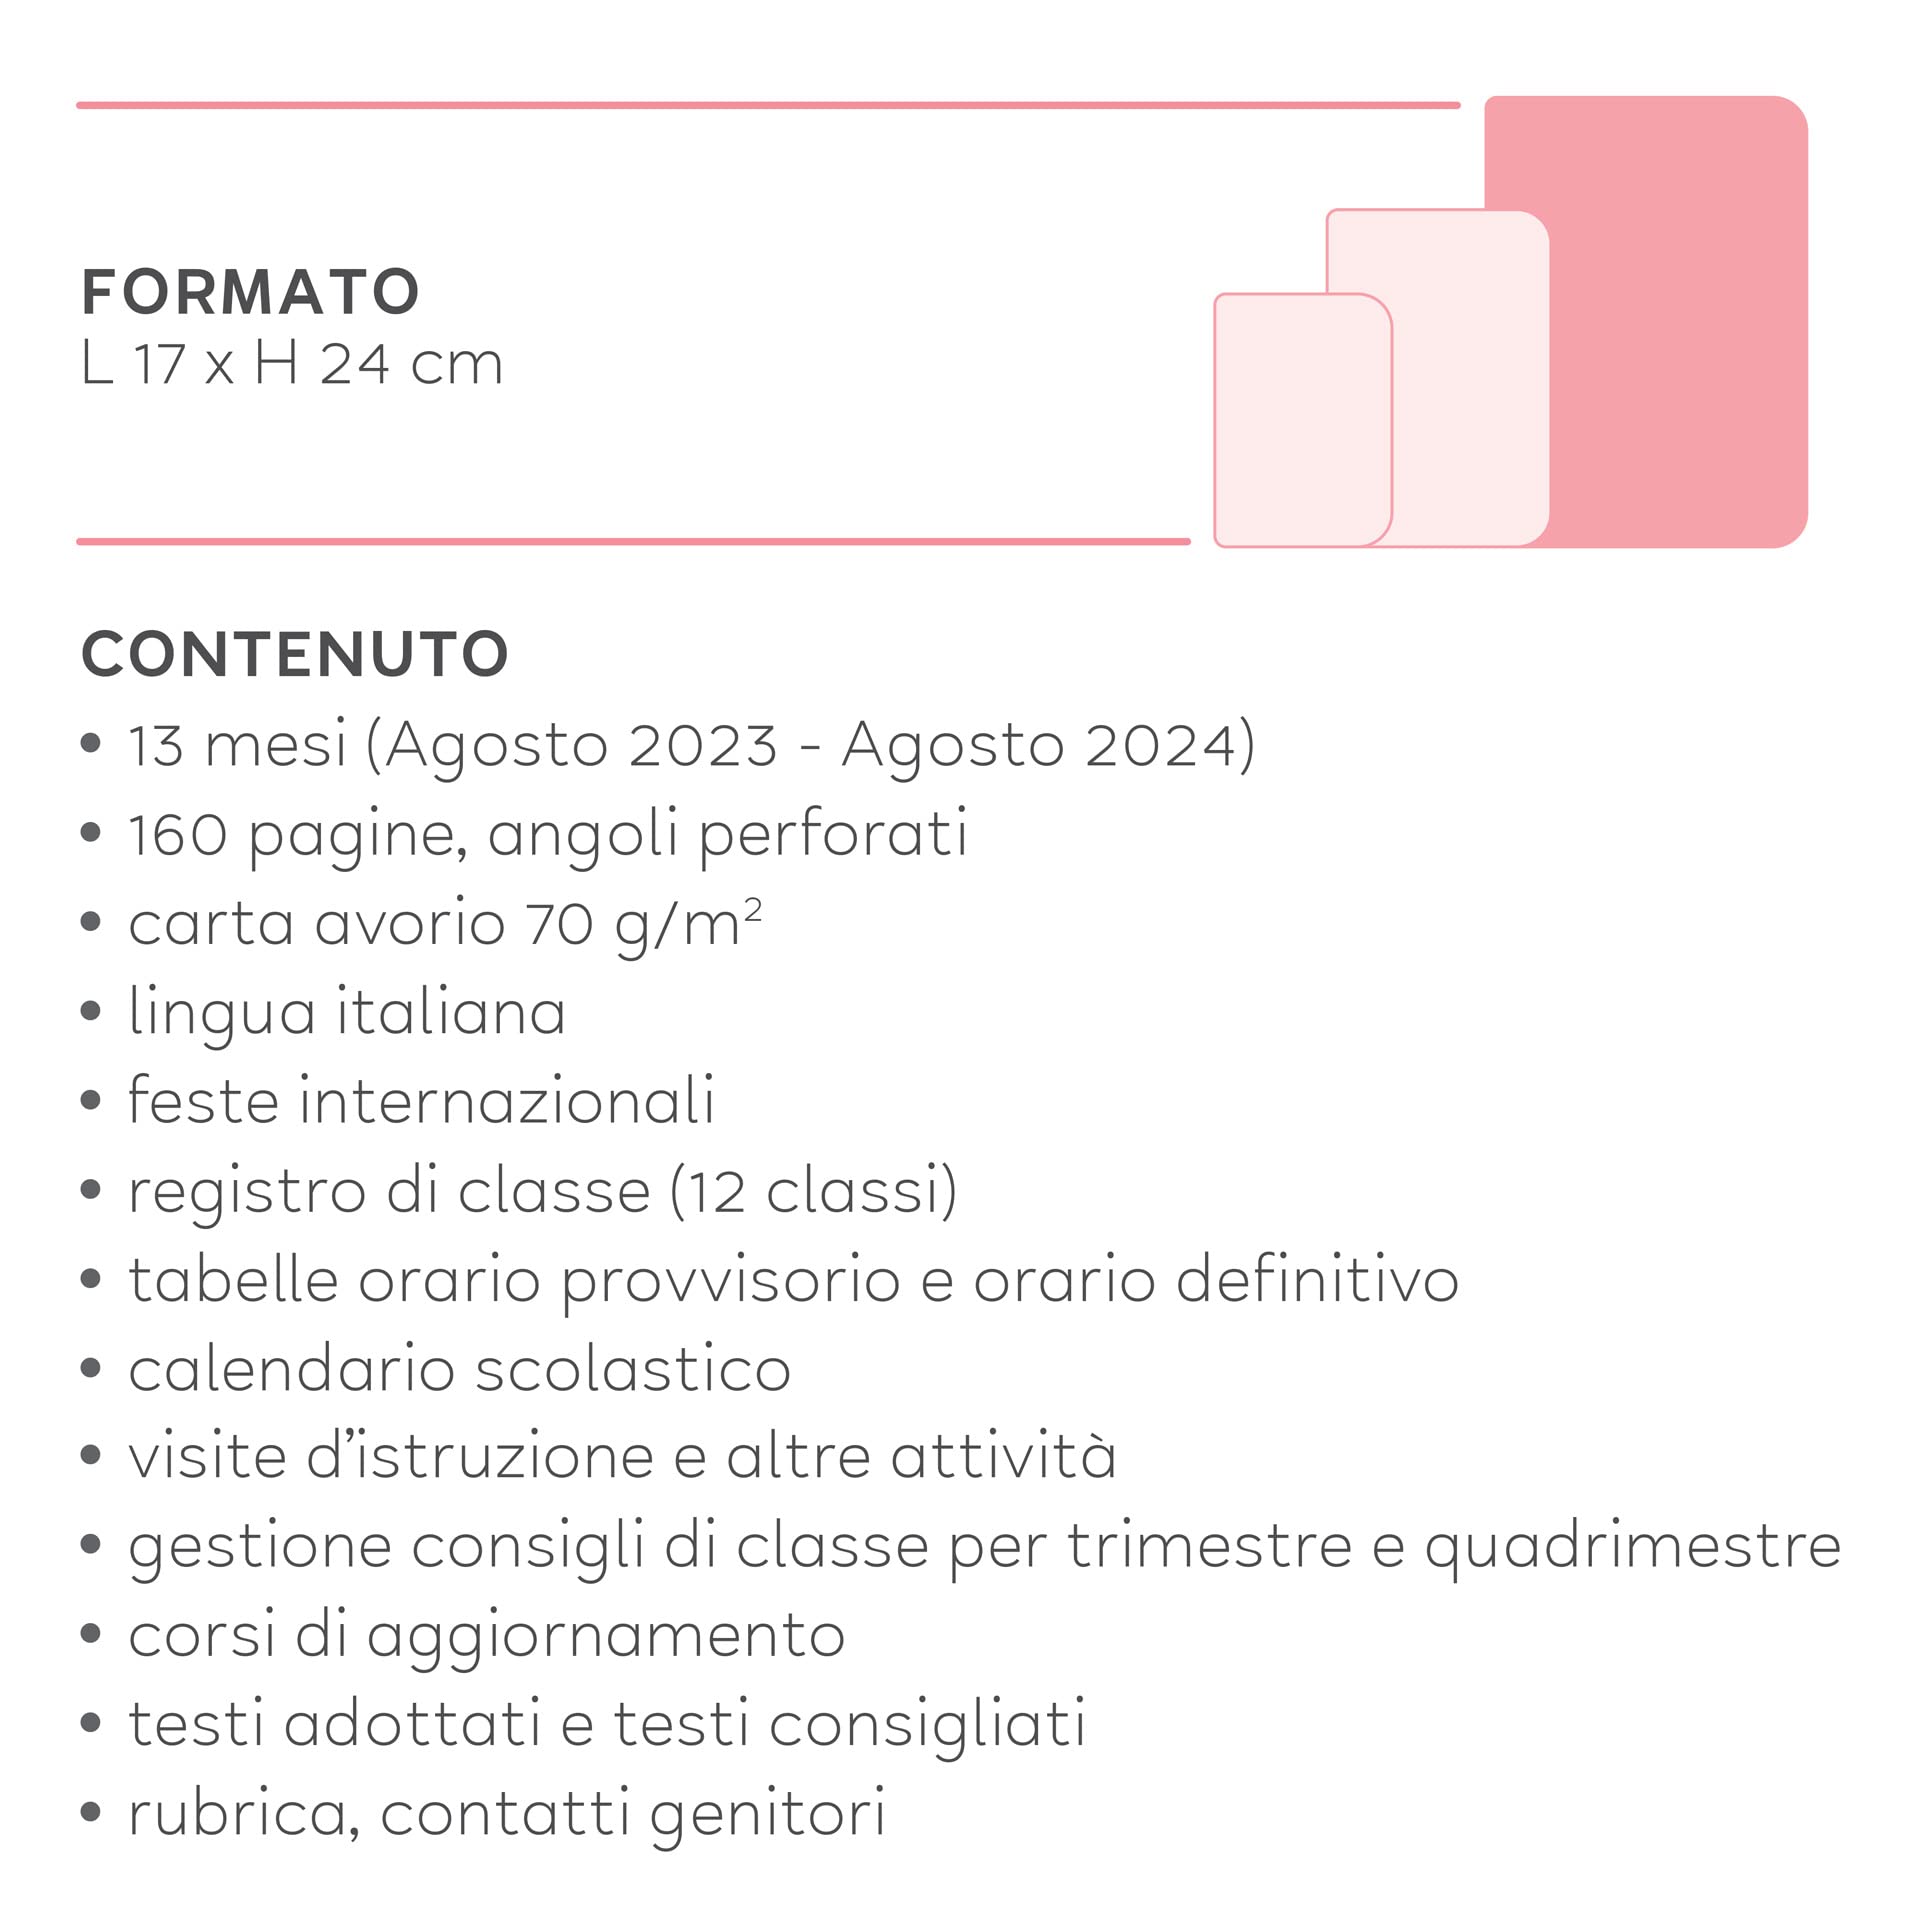 FORMATO
L 17 x H 24 cm
CONTENUTO
• 13 mesi (Agosto 2023 - Agosto 2024)
• 160 pagine, angoli perforati
• carta avorio 70 g/m²
• lingua italiana
• feste internazionali
• registro di classe (12 classi)
• tabelle orario provvisorio e orario definitivo
• calendario scolastico
• visite d’istruzione e altre attività
• gestione consigli di classe per trimestre e quadrimestre
• corsi di aggiornamento
• testi adottati e testi consigliati
• rubrica, contatti genitori